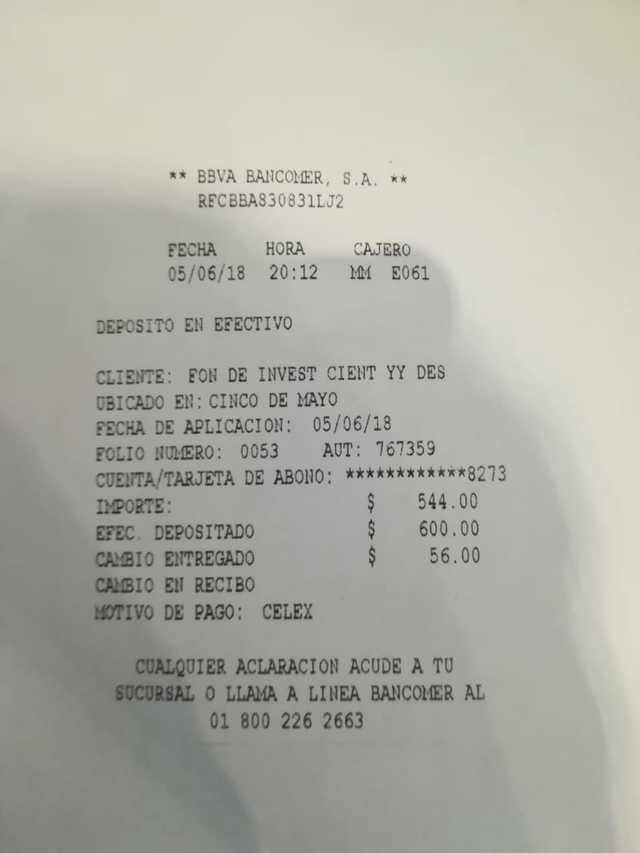 ** BBVA BANCOMER, S.A. **
RFCBBA830831LJ2
FECHA HORA CAJERO
05/06/18 20:12 MM E061
DEPOSITO EN EFECTIVO
CLIENTE: FON DE INVEST CIENT YY DES
UBICADO EN: CINCO DE MAYO
FECHA DE APLICACION: 05/06/18
FOLIO NUMERO: 0053 AUT: 767359
CUENTA/TARJETA DE ABONO: ************8273
IMPORTE: $ 544.00
EFEC. DEPOSITADO $ 600.00
CAMBIO ENTREGADO $ 56.00
CAMBIO EN RECIBO
MOTIVO DE PAGO: CELEX
CUALQUIER ACLARACION ACUDE A TU
SUCURSAL O LLAMA A LINEA BANCOMER AL
01 800 226 2663